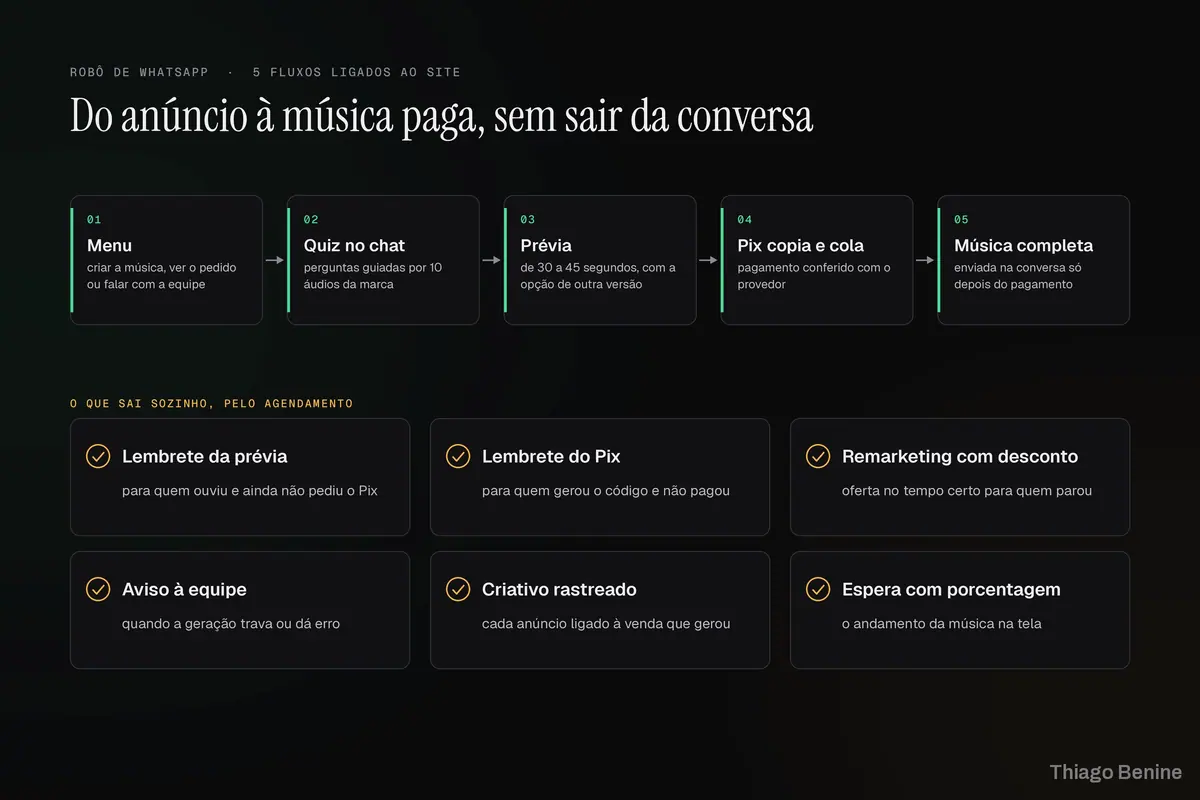 ROBÔ DE WHATSAPP · 5 FLUXOS LIGADOS AO SITE
Do anúncio à música paga, sem sair da conversa
01
Menu
criar a música, ver o pedido
ou falar com a equipe
02
Quiz no chat
perguntas guiadas por 10
áudios da marca
03
Prévia
de 30 a 45 segundos, com a
opção de outra versão
04
Pix copia e cola
pagamento conferido com o
provedor
05
Música completa
enviada na conversa só
depois do pagamento
O QUE SAI SOZINHO, PELO AGENDAMENTO
Lembrete da prévia
para quem ouviu e ainda não pediu o Pix
Lembrete do Pix
para quem gerou o código e não pagou
Remarketing com desconto
oferta no tempo certo para quem parou
Aviso à equipe
quando a geração trava ou dá erro
Criativo rastreado
cada anúncio ligado à venda que gerou
Espera com porcentagem
o andamento da música na tela
Thiago Benine